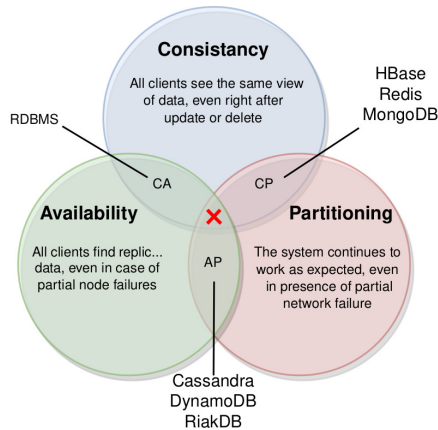 Consistancy
All clients see the same view
of data, even right after
update or delete
HBase
Redis
MongoDB
RDBMS
CA
CP
Availability
All clients find replic...
data, even in case of
partial node failures
Partitioning
The system continues to
work as expected, even
in presence of partial
network failure
AP
Cassandra
DynamoDB
RiakDB